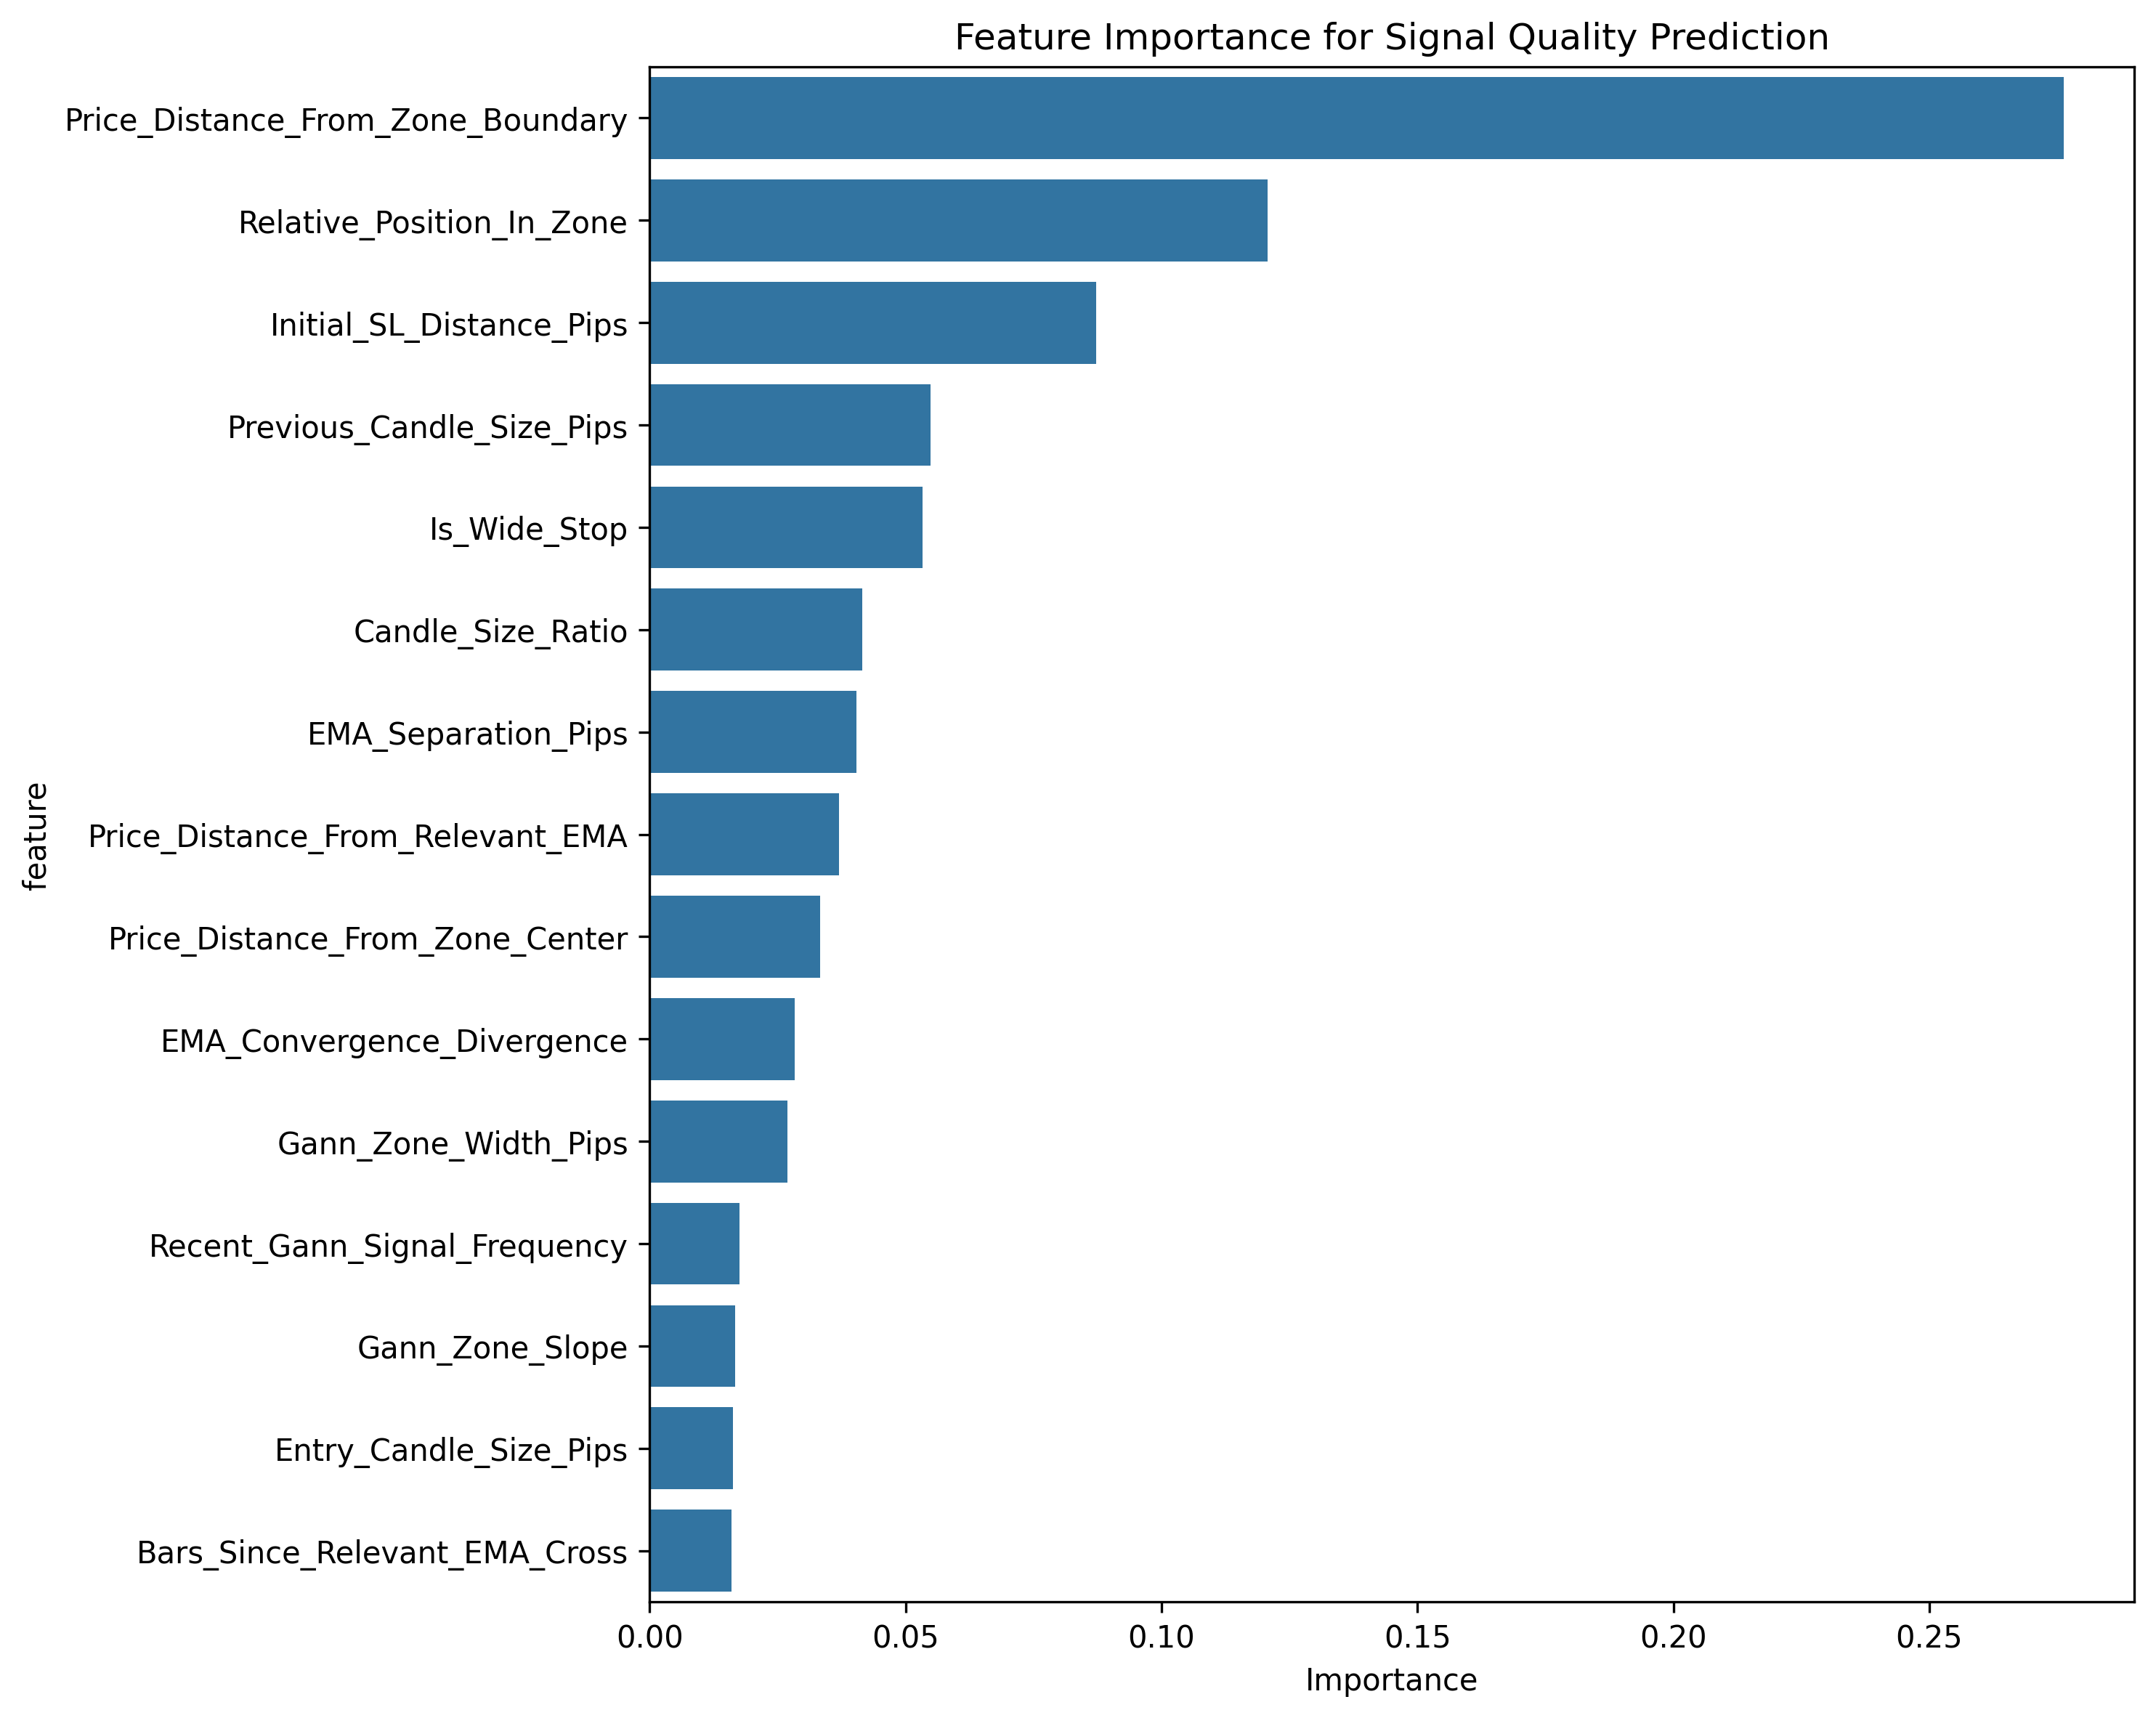 Feature Importance for Signal Quality Prediction
Price_Distance_From_Zone_Boundary
Relative_Position_In_Zone
Initial_SL_Distance_Pips
Previous_Candle_Size_Pips
Is_Wide_Stop
Candle_Size_Ratio
EMA_Separation_Pips
Price_Distance_From_Relevant_EMA
Price_Distance_From_Zone_Center
EMA_Convergence_Divergence
Gann_Zone_Width_Pips
Recent_Gann_Signal_Frequency
Gann_Zone_Slope
Entry_Candle_Size_Pips
Bars_Since_Relevant_EMA_Cross
feature
0.00 0.05 0.10 0.15 0.20 0.25
Importance